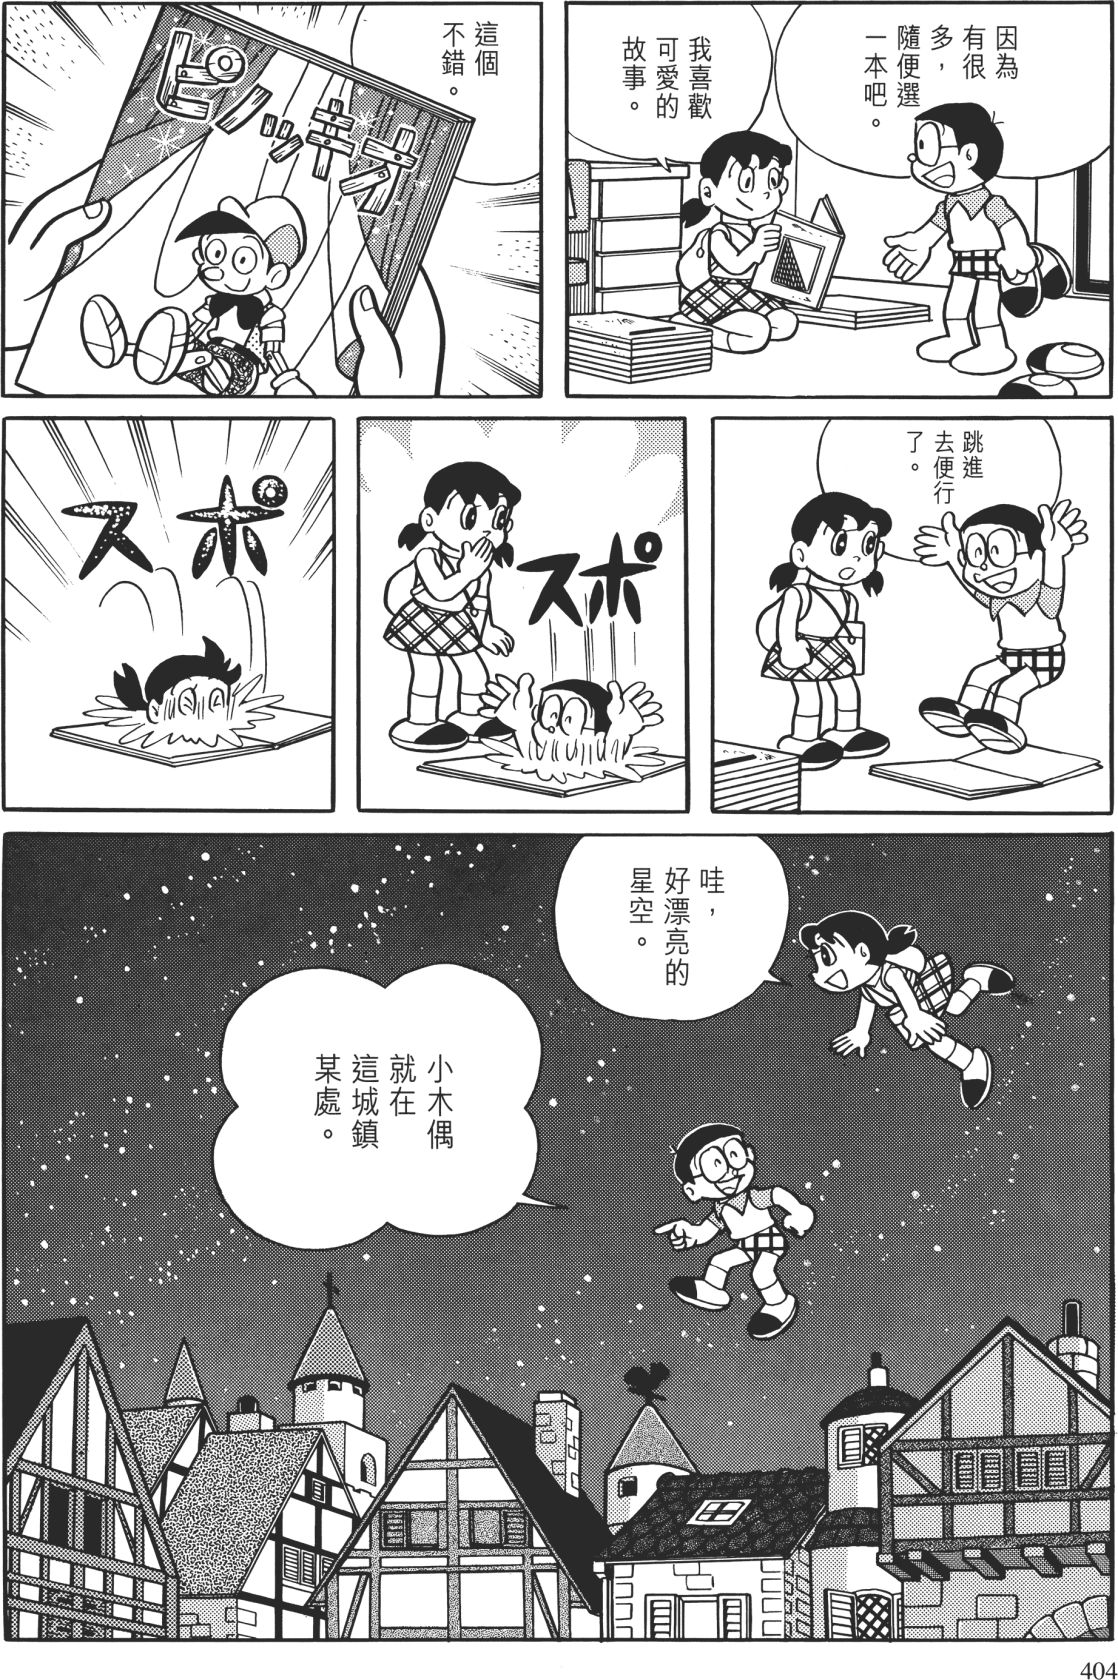 因為
有很
多，
隨便選
一本吧。
我喜歡
可愛的
故事。
這個
不錯。
ピノッキオ
跳進
去便行
了。
スポ
スポ
哇，
好漂亮的
星空。
小木偶
就在
這城鎮
某處。
404